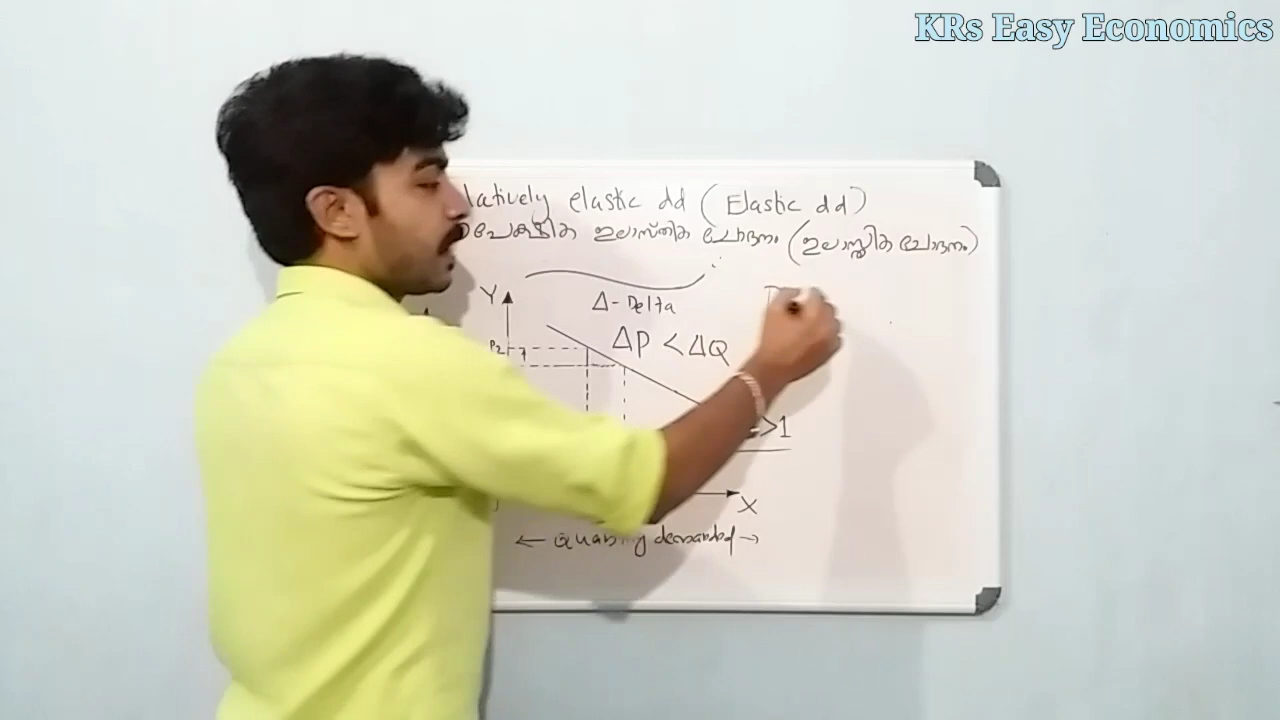 KRs Easy Economics
latively elastic dd (Elastic dd)
ഇലാസ്തിക ചോദനം (ഇലാസ്തിക ചോദനം)
Y
Δ - Delta
ΔP < ΔQ
P2
>1
X
← quantity demanded →